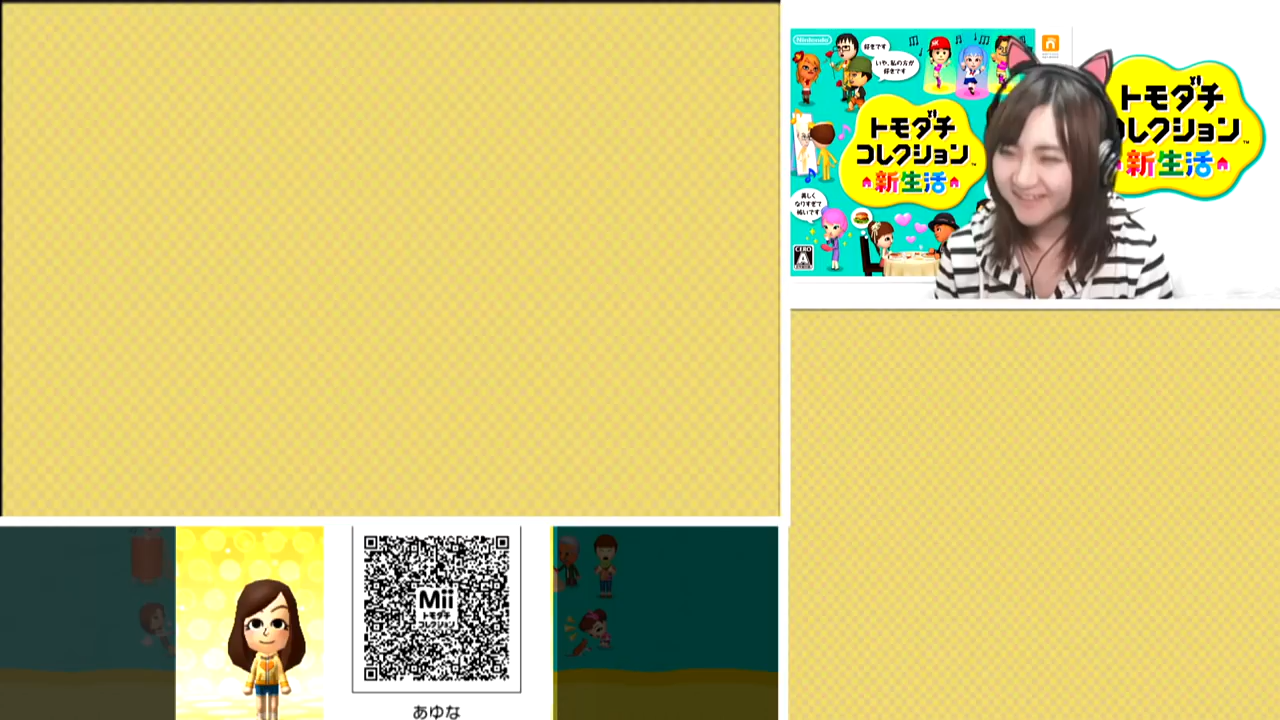 Nintendo
好きです
いや、私の方が
好きです
トモダチ
コレクション
新生活
美しく
なりすぎて
怖いです
CERO
A
トモダチ
コレクション
新生活
TM
Mii
トモダチ
コレクション
あゆな